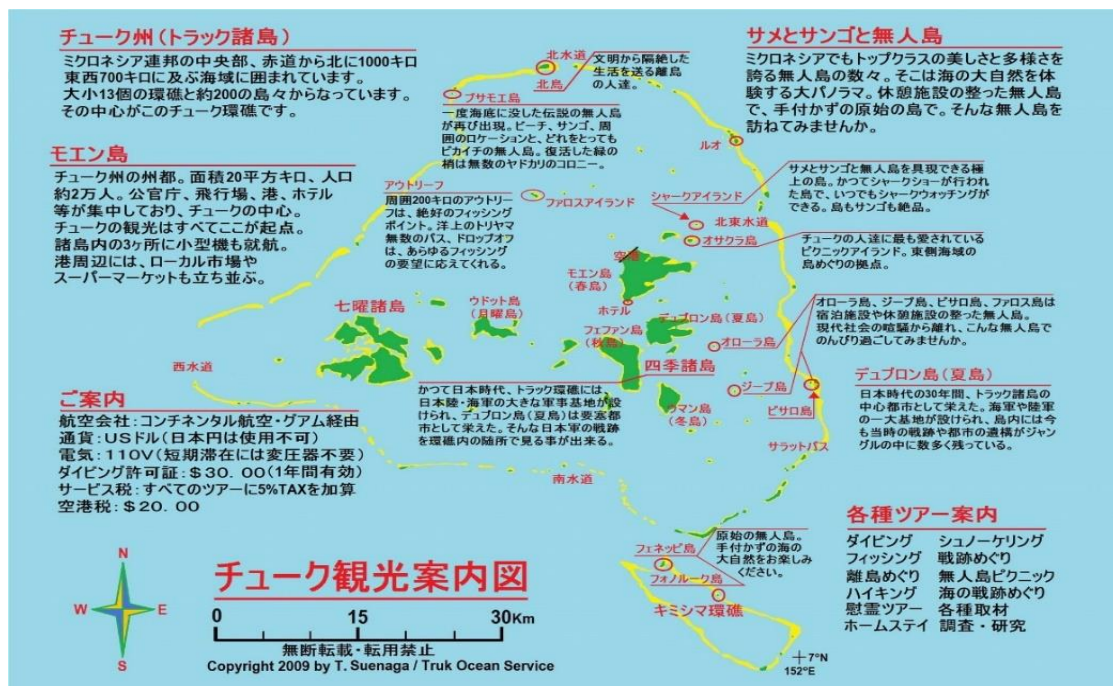 チューク州(トラック諸島)
ミクロネシア連邦の中央部、赤道から北に1000キロ
東西700キロに及ぶ海域に囲まれています。
大小13個の環礁と約200の島々からなっています。
その中心がこのチューク環礁です。
モエン島
チューク州の州都。面積20平方キロ、人口
約2万人。公官庁、飛行場、港、ホテル
等が集中しており、チュークの中心。
チュークの観光はすべてここが起点。
諸島内の3ヶ所に小型機も就航。
港周辺には、ローカル市場や
スーパーマーケットも立ち並ぶ。
北水道
北島
文明から隔絶した
生活を送る離島
の人達。
プサモエ島
一度海底に没した伝説の無人島
が再び出現。ビーチ、サンゴ、周
囲のロケーションと、どれをとっても
ピカイチの無人島。復活した緑の
梢は無数のヤドカリのコロニー。
アウトリーフ
周囲200キロのアウトリ
ーフは、絶好のフィッシング
ポイント。洋上のトリヤマ
無数のパス、ドロップオフ
は、あらゆるフィッシング
の要望に応えてくれる。
ファロスアイランド
サメとサンゴと無人島
ミクロネシアでもトップクラスの美しさと多様さを
誇る無人島の数々。そこは海の大自然を体
験する大パノラマ。休憩施設の整った無人島
で、手付かずの原始の島で。そんな無人島を
訪ねてみませんか。
ルオ
シャークアイランド
サメとサンゴと無人島を具現できる極
上の島。かつてシャークショーが行われ
た島で、いつでもシャークウォッチングが
できる。島もサンゴも絶品。
北東水道
オサクラ島
チュークの人達に最も愛されている
ピクニックアイランド。東側海域の
島めぐりの拠点。
空港
モエン島
(春島)
ホテル
七曜諸島
ウドット島
(月曜島)
フェファン島
(秋島)
デュブロン島(夏島)
オローラ島
オローラ島、ジープ島、ピサロ島、ファロス島は
宿泊施設や休憩施設の整った無人島。
現代社会の喧騒から離れ、こんな無人島で
のんびり過ごしてみませんか。
四季諸島
かつて日本時代、トラック環礁には、
日本陸・海軍の大きな軍事基地が設
けられ、デュブロン島(夏島)は要塞都
市として栄えた。そんな日本軍の戦跡
を環礁内の随所で見る事が出来る。
西水道
ジープ島
ウマン島
(冬島)
ピサロ島
サラットパス
デュブロン島(夏島)
日本時代の30年間、トラック諸島の
中心都市として栄えた。海軍や陸軍
の一大基地が設けられ、島内には今
も当時の戦跡や都市の遺構がジャン
グルの中に数多く残っている。
ご案内
航空会社:コンチネンタル航空・グアム経由
通貨:USドル(日本円は使用不可)
電気:110V(短期滞在には変圧器不要)
ダイビング許可証:$30.00(1年間有効)
サービス税:すべてのツアーに5%TAXを加算
空港税:$20.00
南水道
フェネッピ島
原始の無人島。
手付かずの海の
大自然をお楽しみ
ください。
フォノルーク島
キミシマ環礁
各種ツアー案内
ダイビング シュノーケリング
フィッシング 戦跡めぐり
離島めぐり 無人島ピクニック
ハイキング 海の戦跡めぐり
慰霊ツアー 各種取材
ホームステイ 調査・研究
N
W E
S
チューク観光案内図
0 15 30Km
無断転載・転用禁止
Copyright 2009 by T. Suenaga / Truk Ocean Service
7°N
152°E